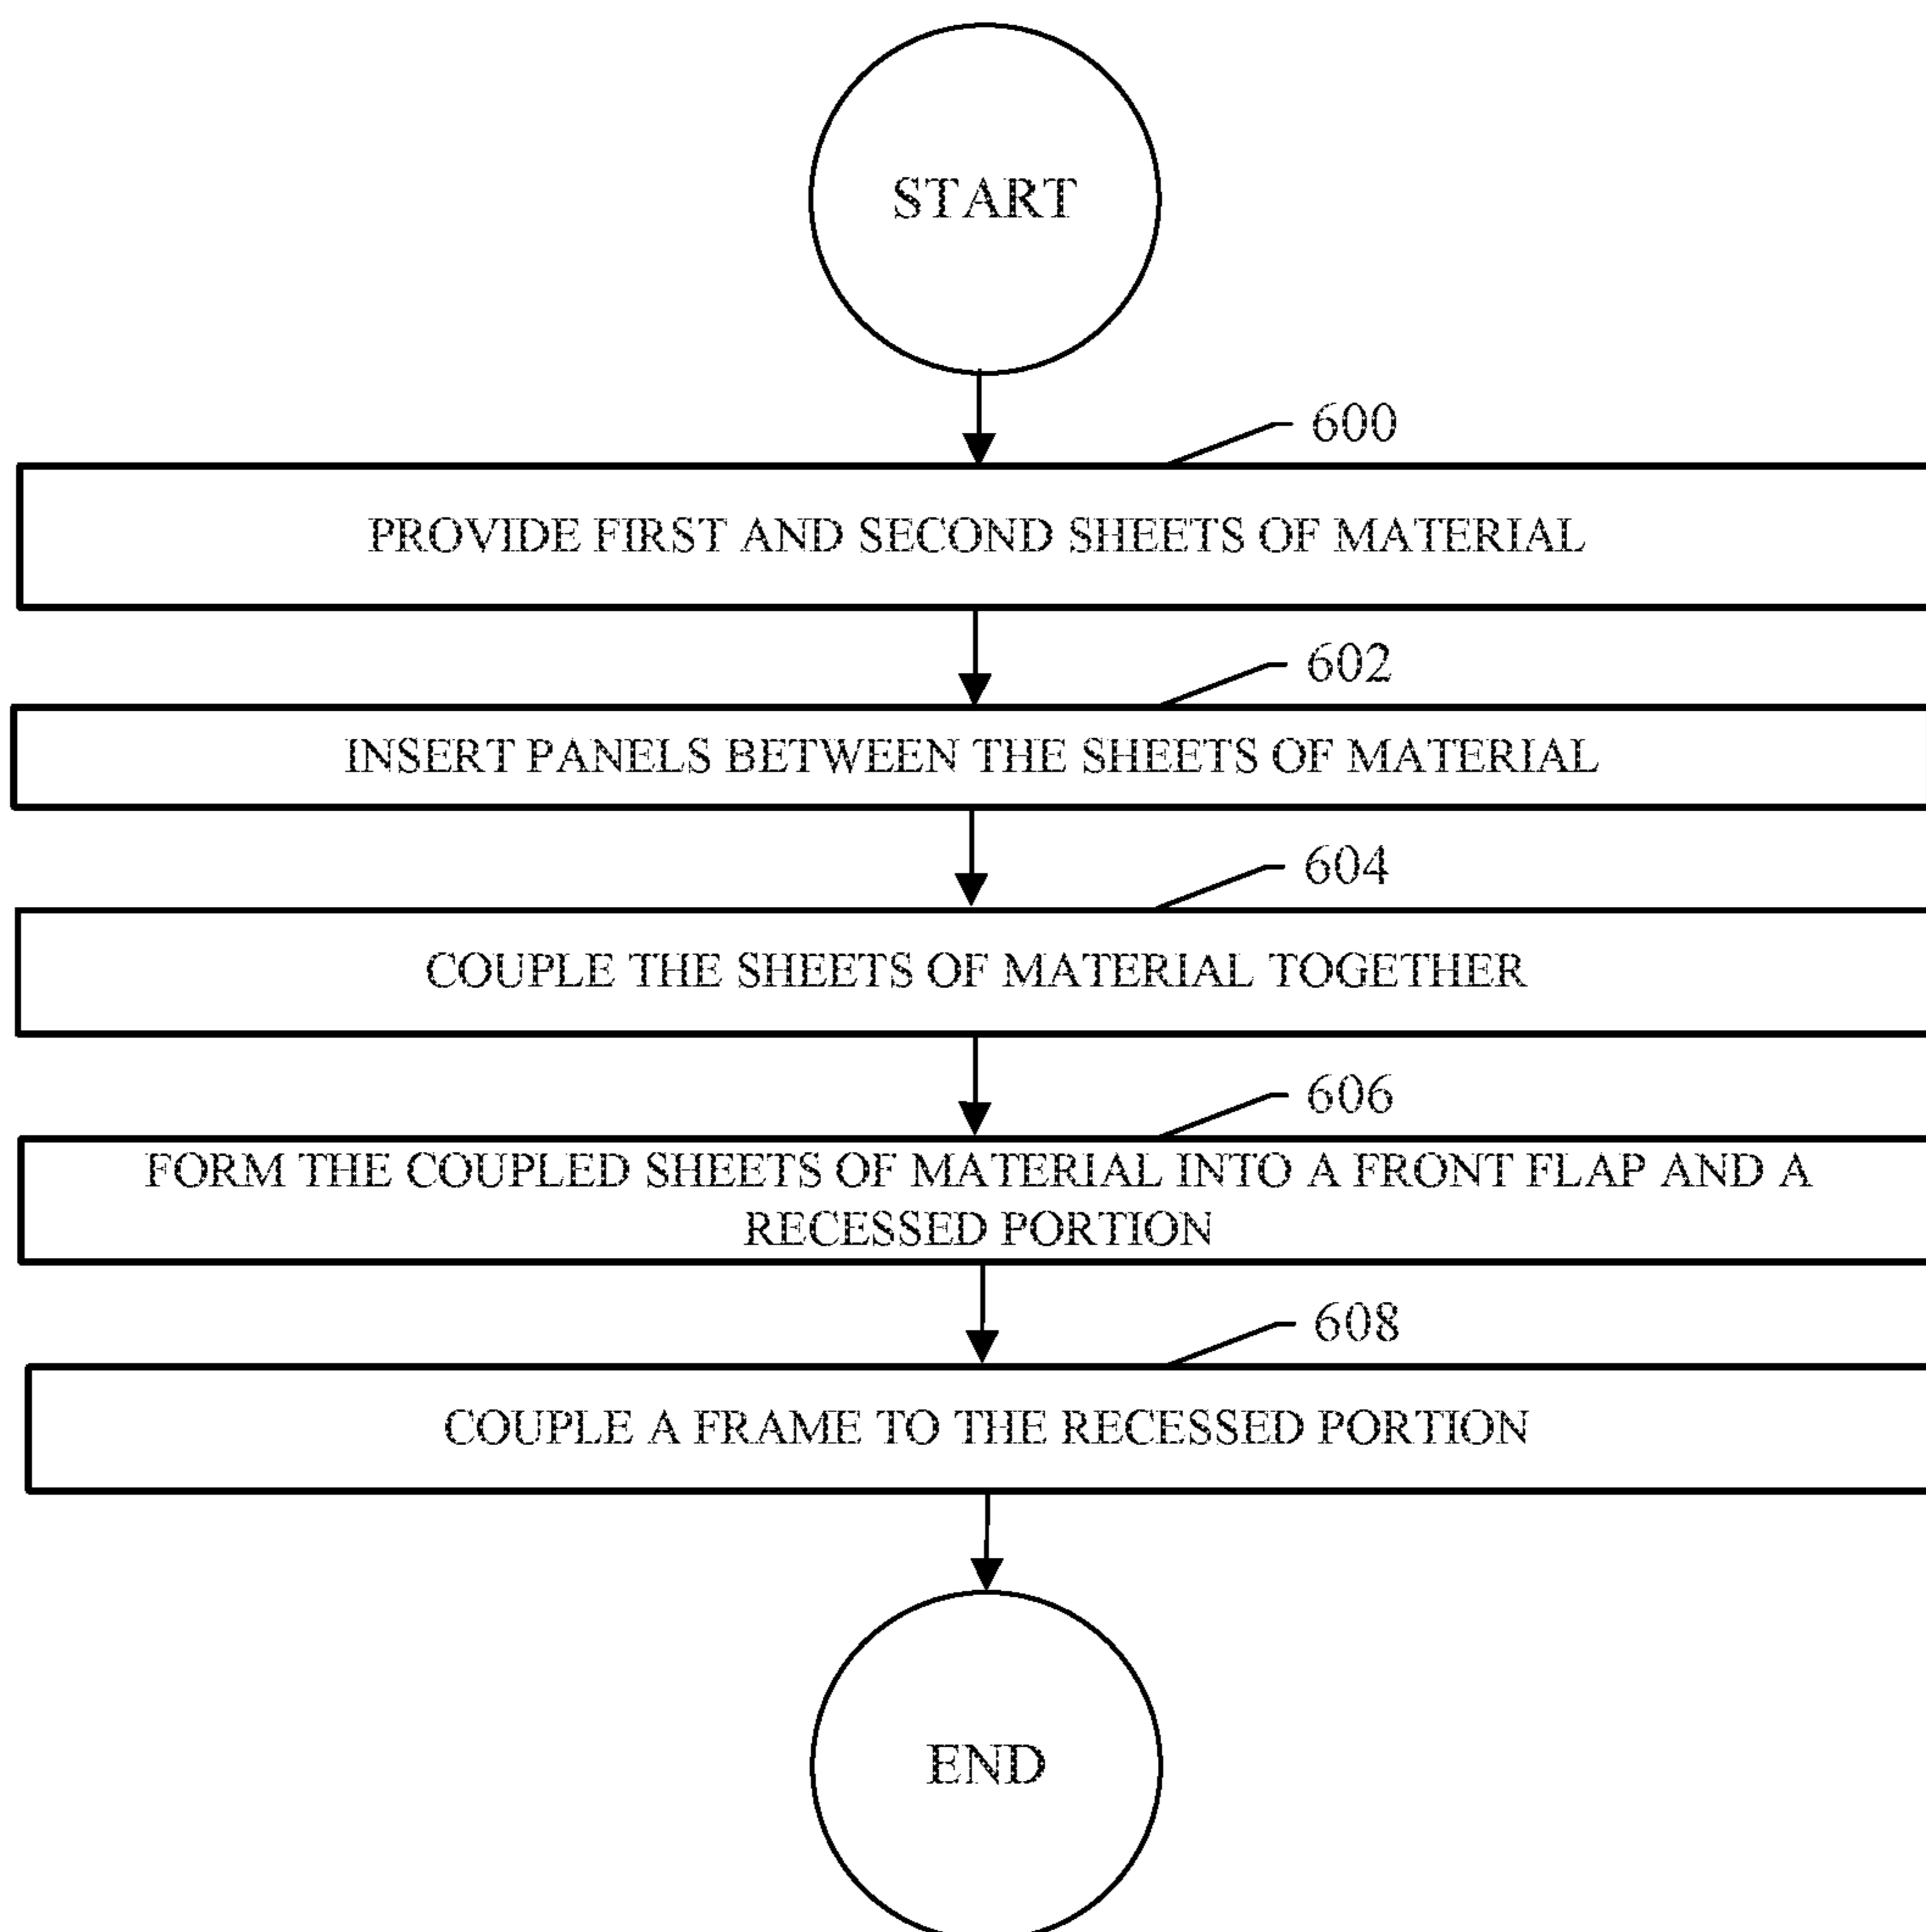 START
600
PROVIDE FIRST AND SECOND SHEETS OF MATERIAL
602
INSERT PANELS BETWEEN THE SHEETS OF MATERIAL
604
COUPLE THE SHEETS OF MATERIAL TOGETHER
606
FORM THE COUPLED SHEETS OF MATERIAL INTO A FRONT FLAP AND A
RECESSED PORTION
608
COUPLE A FRAME TO THE RECESSED PORTION
END